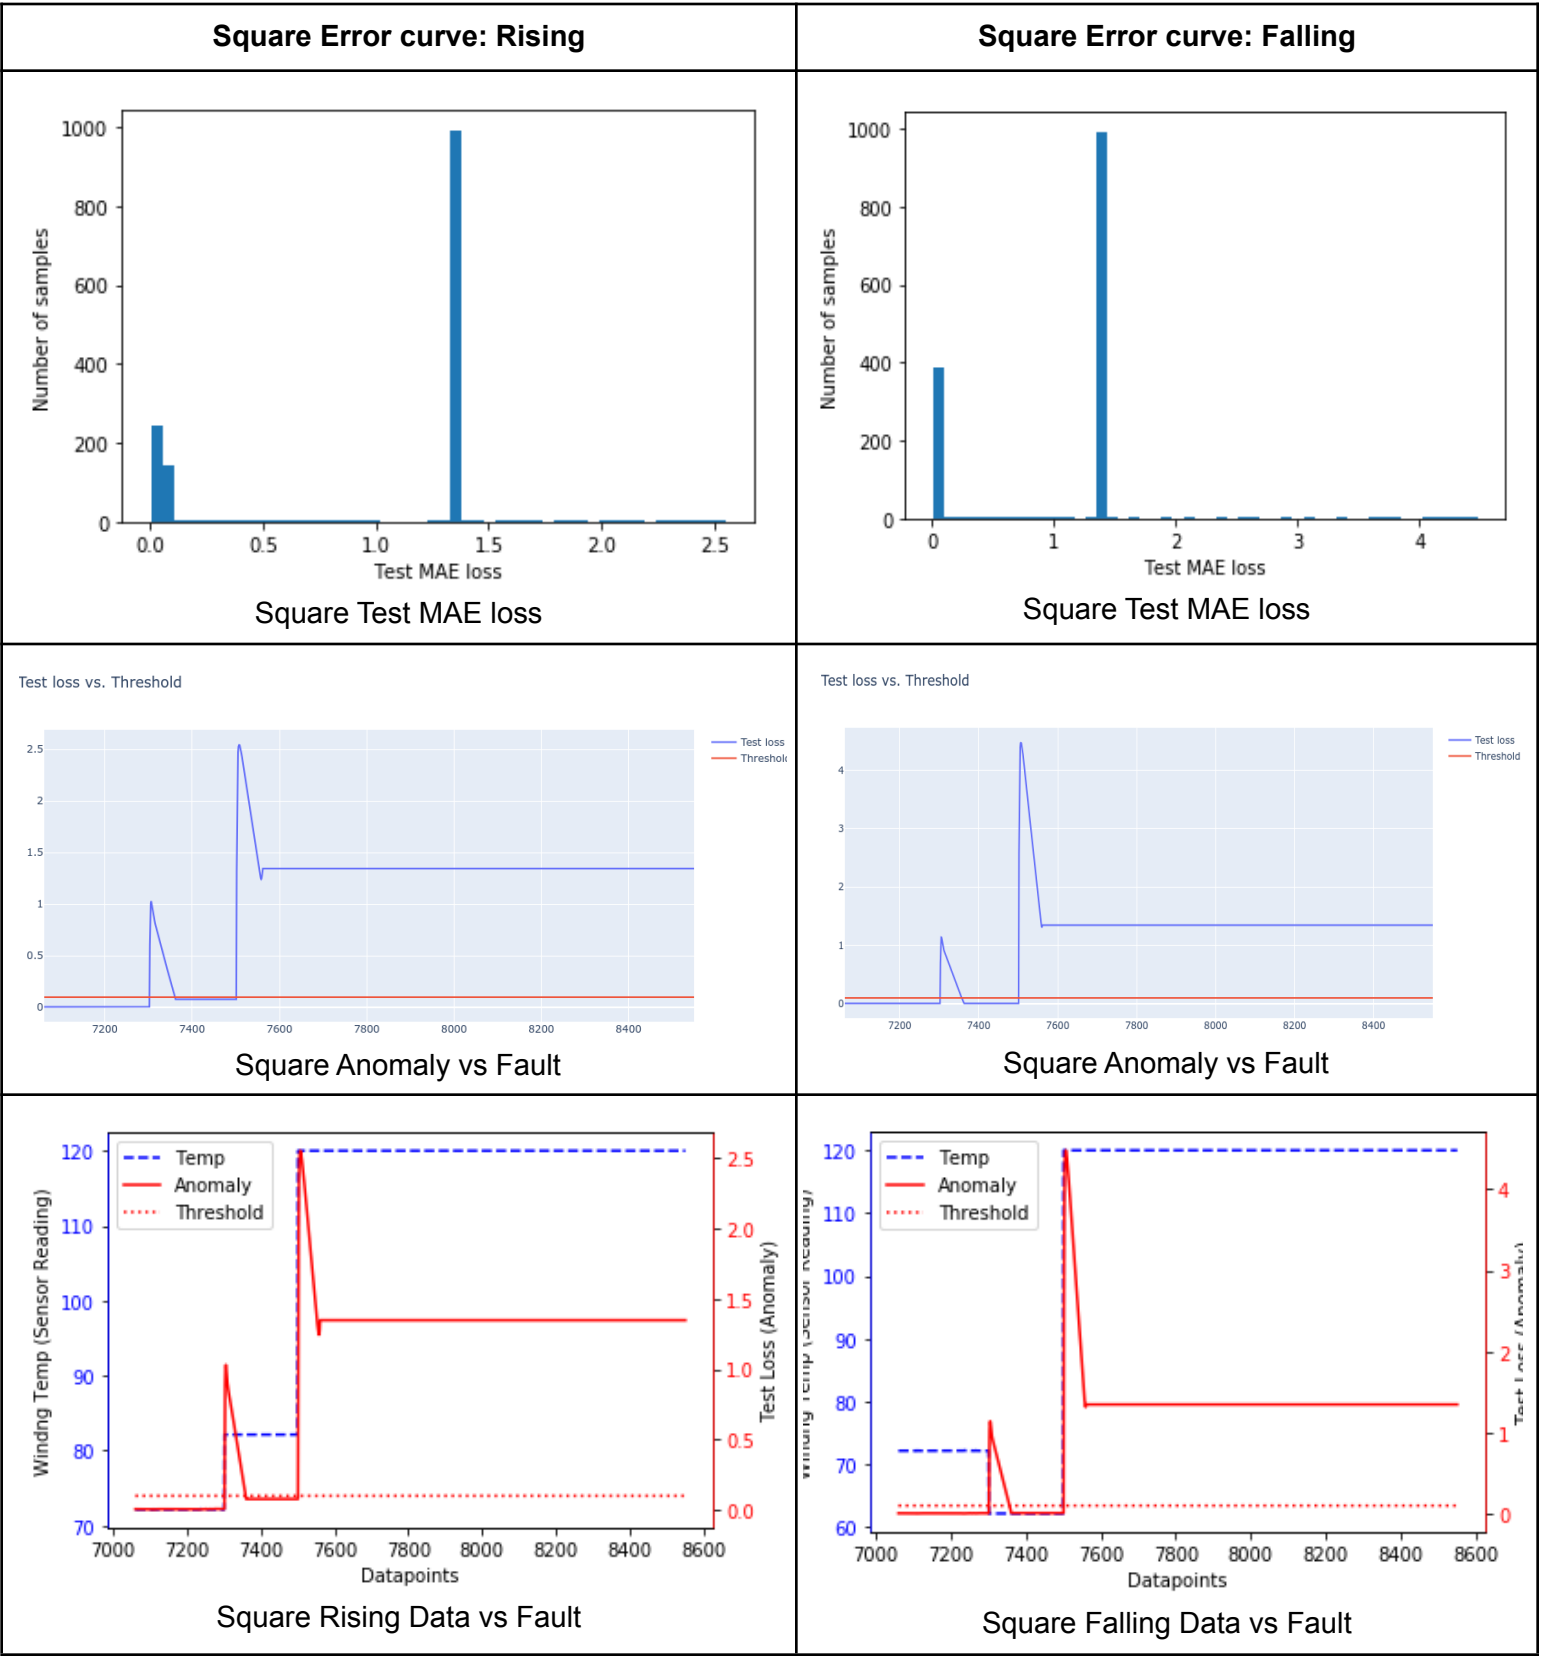 Square Error curve: Rising
Square Error curve: Falling
1000
800
600
400
200
0
Number of samples
0.0 0.5 1.0 1.5 2.0 2.5
Test MAE loss
Square Test MAE loss
1000
800
600
400
200
0
Number of samples
0 1 2 3 4
Test MAE loss
Square Test MAE loss
Test loss vs. Threshold
2.5
2
1.5
1
0.5
0
7200 7400 7600 7800 8000 8200 8400
Test loss
Threshol
Square Anomaly vs Fault
Test loss vs. Threshold
4
3
2
1
0
7200 7400 7600 7800 8000 8200 8400
Test loss
Threshold
Square Anomaly vs Fault
120
110
100
90
80
70
Windng Temp (Sensor Reading)
Temp
Anomaly
Threshold
2.5
2.0
1.5
1.0
0.5
0.0
Test Loss (Anomaly)
7000 7200 7400 7600 7800 8000 8200 8400 8600
Datapoints
Square Rising Data vs Fault
120
110
100
90
80
70
60
Temp
Anomaly
Threshold
4
3
2
1
0
Test Loss (Anomaly)
7000 7200 7400 7600 7800 8000 8200 8400 8600
Datapoints
Square Falling Data vs Fault